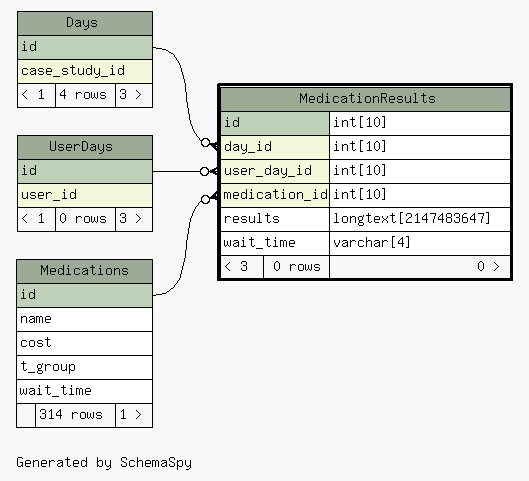 Days
id
case_study_id
< 1 4 rows 3 >
UserDays
id
user_id
< 1 0 rows 3 >
Medications
id
name
cost
t_group
wait_time
314 rows 1 >
MedicationResults
id int[10]
day_id int[10]
user_day_id int[10]
medication_id int[10]
results longtext[2147483647]
wait_time varchar[4]
< 3 0 rows 0 >
Generated by SchemaSpy